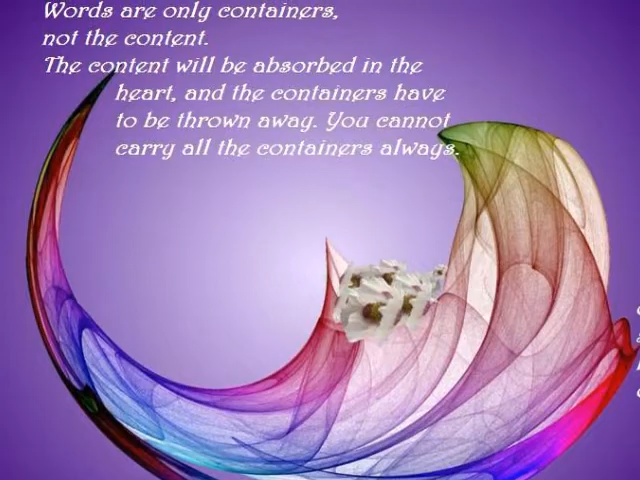 Words are only containers,
not the content.
The content will be absorbed in the
heart, and the containers have
to be thrown away. You cannot
carry all the containers always.